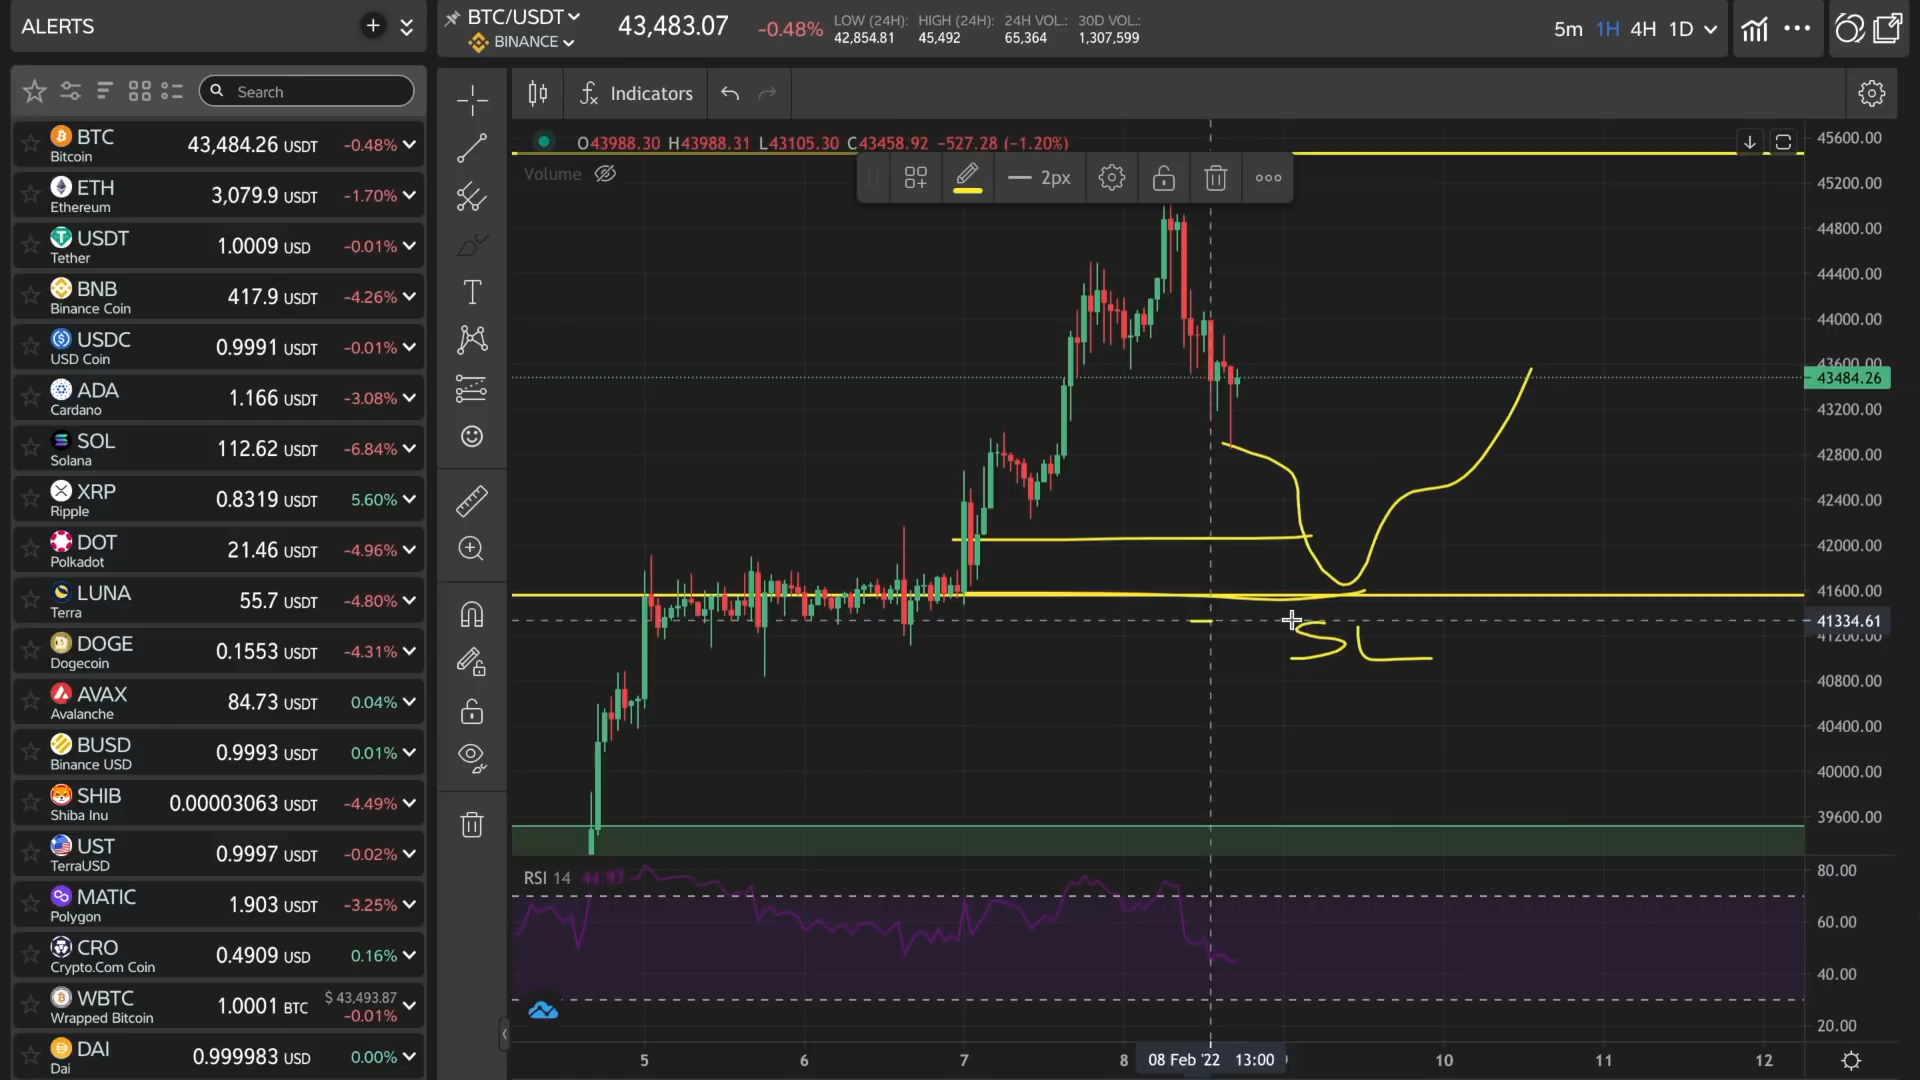 ALERTS
BTC/USDT
BINANCE
43,483.07
-0.48%
LOW (24H):
42,854.81
HIGH (24H):
45,492
24H VOL.:
65,364
30D VOL.:
1,307,599
5m 1H 4H 1D
Search
Indicators
BTC 43,484.26 USDT -0.48%
Bitcoin
ETH 3,079.9 USDT -1.70%
Ethereum
USDT 1.0009 USD -0.01%
Tether
BNB 417.9 USDT -4.26%
Binance Coin
USDC 0.9991 USDT -0.01%
USD Coin
ADA 1.166 USDT -3.08%
Cardano
SOL 112.62 USDT -6.84%
Solana
XRP 0.8319 USDT 5.60%
Ripple
DOT 21.46 USDT -4.96%
Polkadot
LUNA 55.7 USDT -4.80%
Terra
DOGE 0.1553 USDT -4.31%
Dogecoin
AVAX 84.73 USDT 0.04%
Avalanche
BUSD 0.9993 USDT 0.01%
Binance USD
SHIB 0.00003063 USDT -4.49%
Shiba Inu
UST 0.9997 USDT -0.02%
TerraUSD
MATIC 1.903 USDT -3.25%
Polygon
CRO 0.4909 USD 0.16%
Crypto.Com Coin
WBTC 1.0001 BTC $ 43,493.87
Wrapped Bitcoin -0.01%
DAI 0.999983 USD 0.00%
Dai
O43988.30 H43988.31 L43105.30 C43458.92 -527.28 (-1.20%)
Volume
2px
SL
45600.00
45200.00
44800.00
44400.00
44000.00
43600.00
43484.26
43200.00
42800.00
42400.00
42000.00
41600.00
41334.61
41200.00
40800.00
40400.00
40000.00
39600.00
RSI 14 44.93
80.00
60.00
40.00
20.00
5 6 7 8 08 Feb '22 13:00 10 11 12